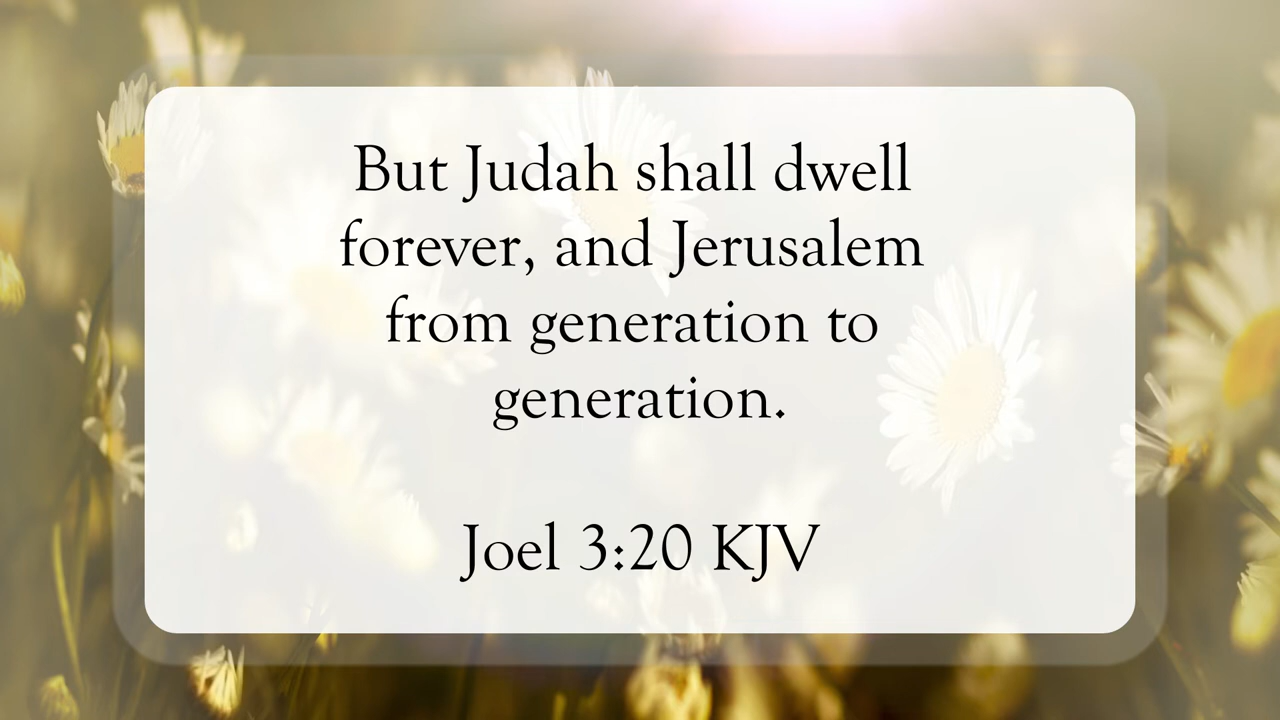 But Judah shall dwell
forever, and Jerusalem
from generation to
generation.
Joel 3:20 KJV